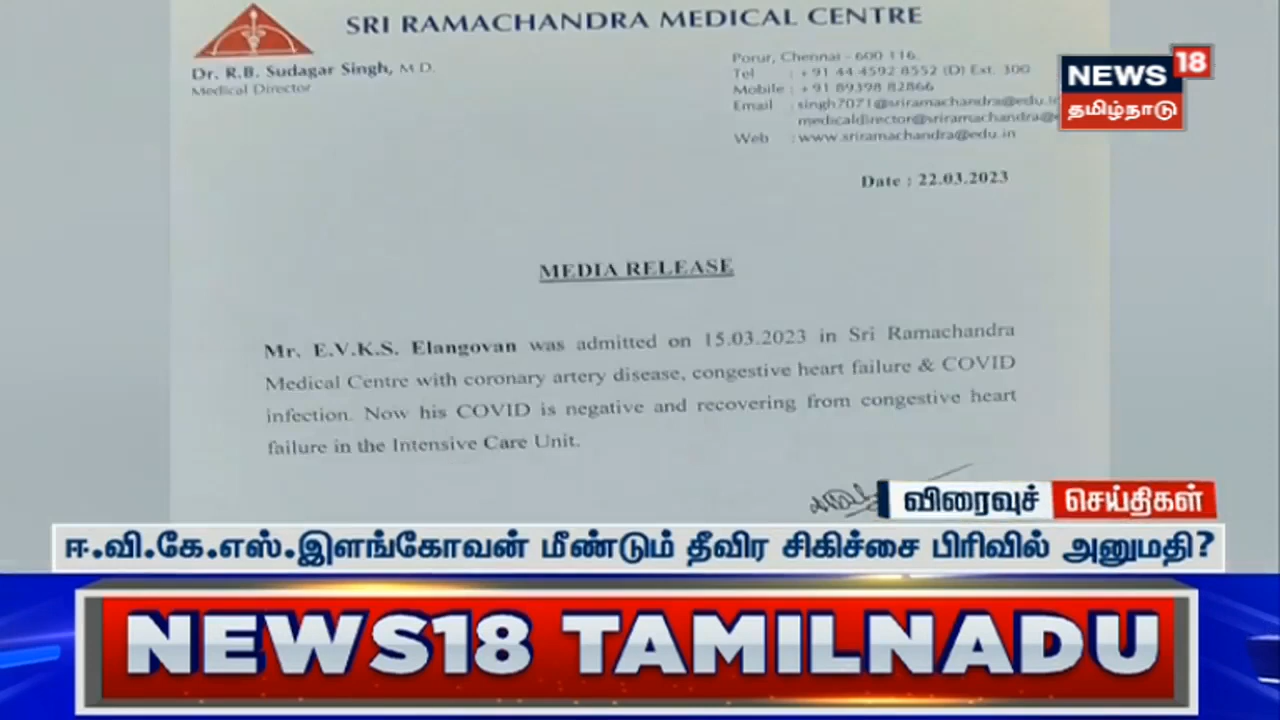 SRI RAMACHANDRA MEDICAL CENTRE
Dr. R.B. Sudagar Singh, M.D.
Medical Director
Porur, Chennai - 600 116.
Tel : +91 44 4592 8552 (D) Ext. 300
Mobile : +91 89398 82866
Email : singh7071@sriramachandra@edu.i
medicaldirector@sriramachandra@e
Web : www.sriramachandra@edu.in
NEWS 18
தமிழ்நாடு
Date : 22.03.2023
MEDIA RELEASE
Mr. E.V.K.S. Elangovan was admitted on 15.03.2023 in Sri Ramachandra
Medical Centre with coronary artery disease, congestive heart failure & COVID
infection. Now his COVID is negative and recovering from congestive heart
failure in the Intensive Care Unit.
விரைவுச் செய்திகள்
ஈ.வி.கே.எஸ்.இளங்கோவன் மீண்டும் தீவிர சிகிச்சை பிரிவில் அனுமதி?
NEWS18 TAMILNADU